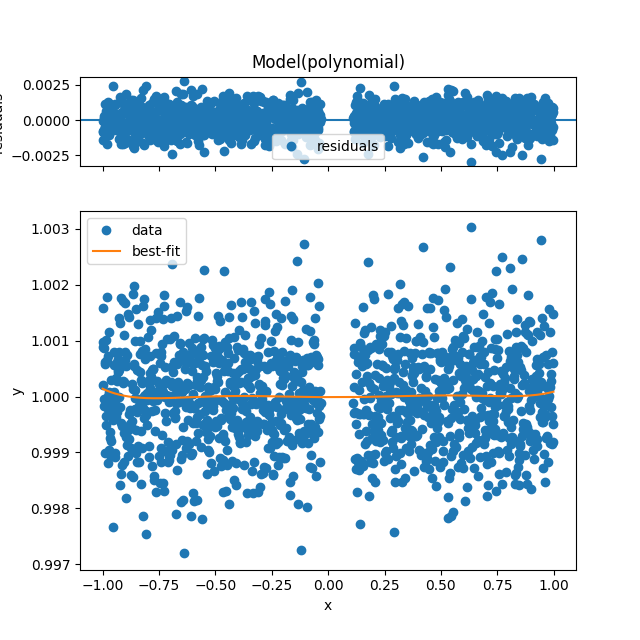 Model(polynomial)
0.0025
0.0000
−0.0025
residuals
residuals
data
best-fit
1.003
1.002
1.001
1.000
0.999
0.998
0.997
y
−1.00 −0.75 −0.50 −0.25 0.00 0.25 0.50 0.75 1.00
x